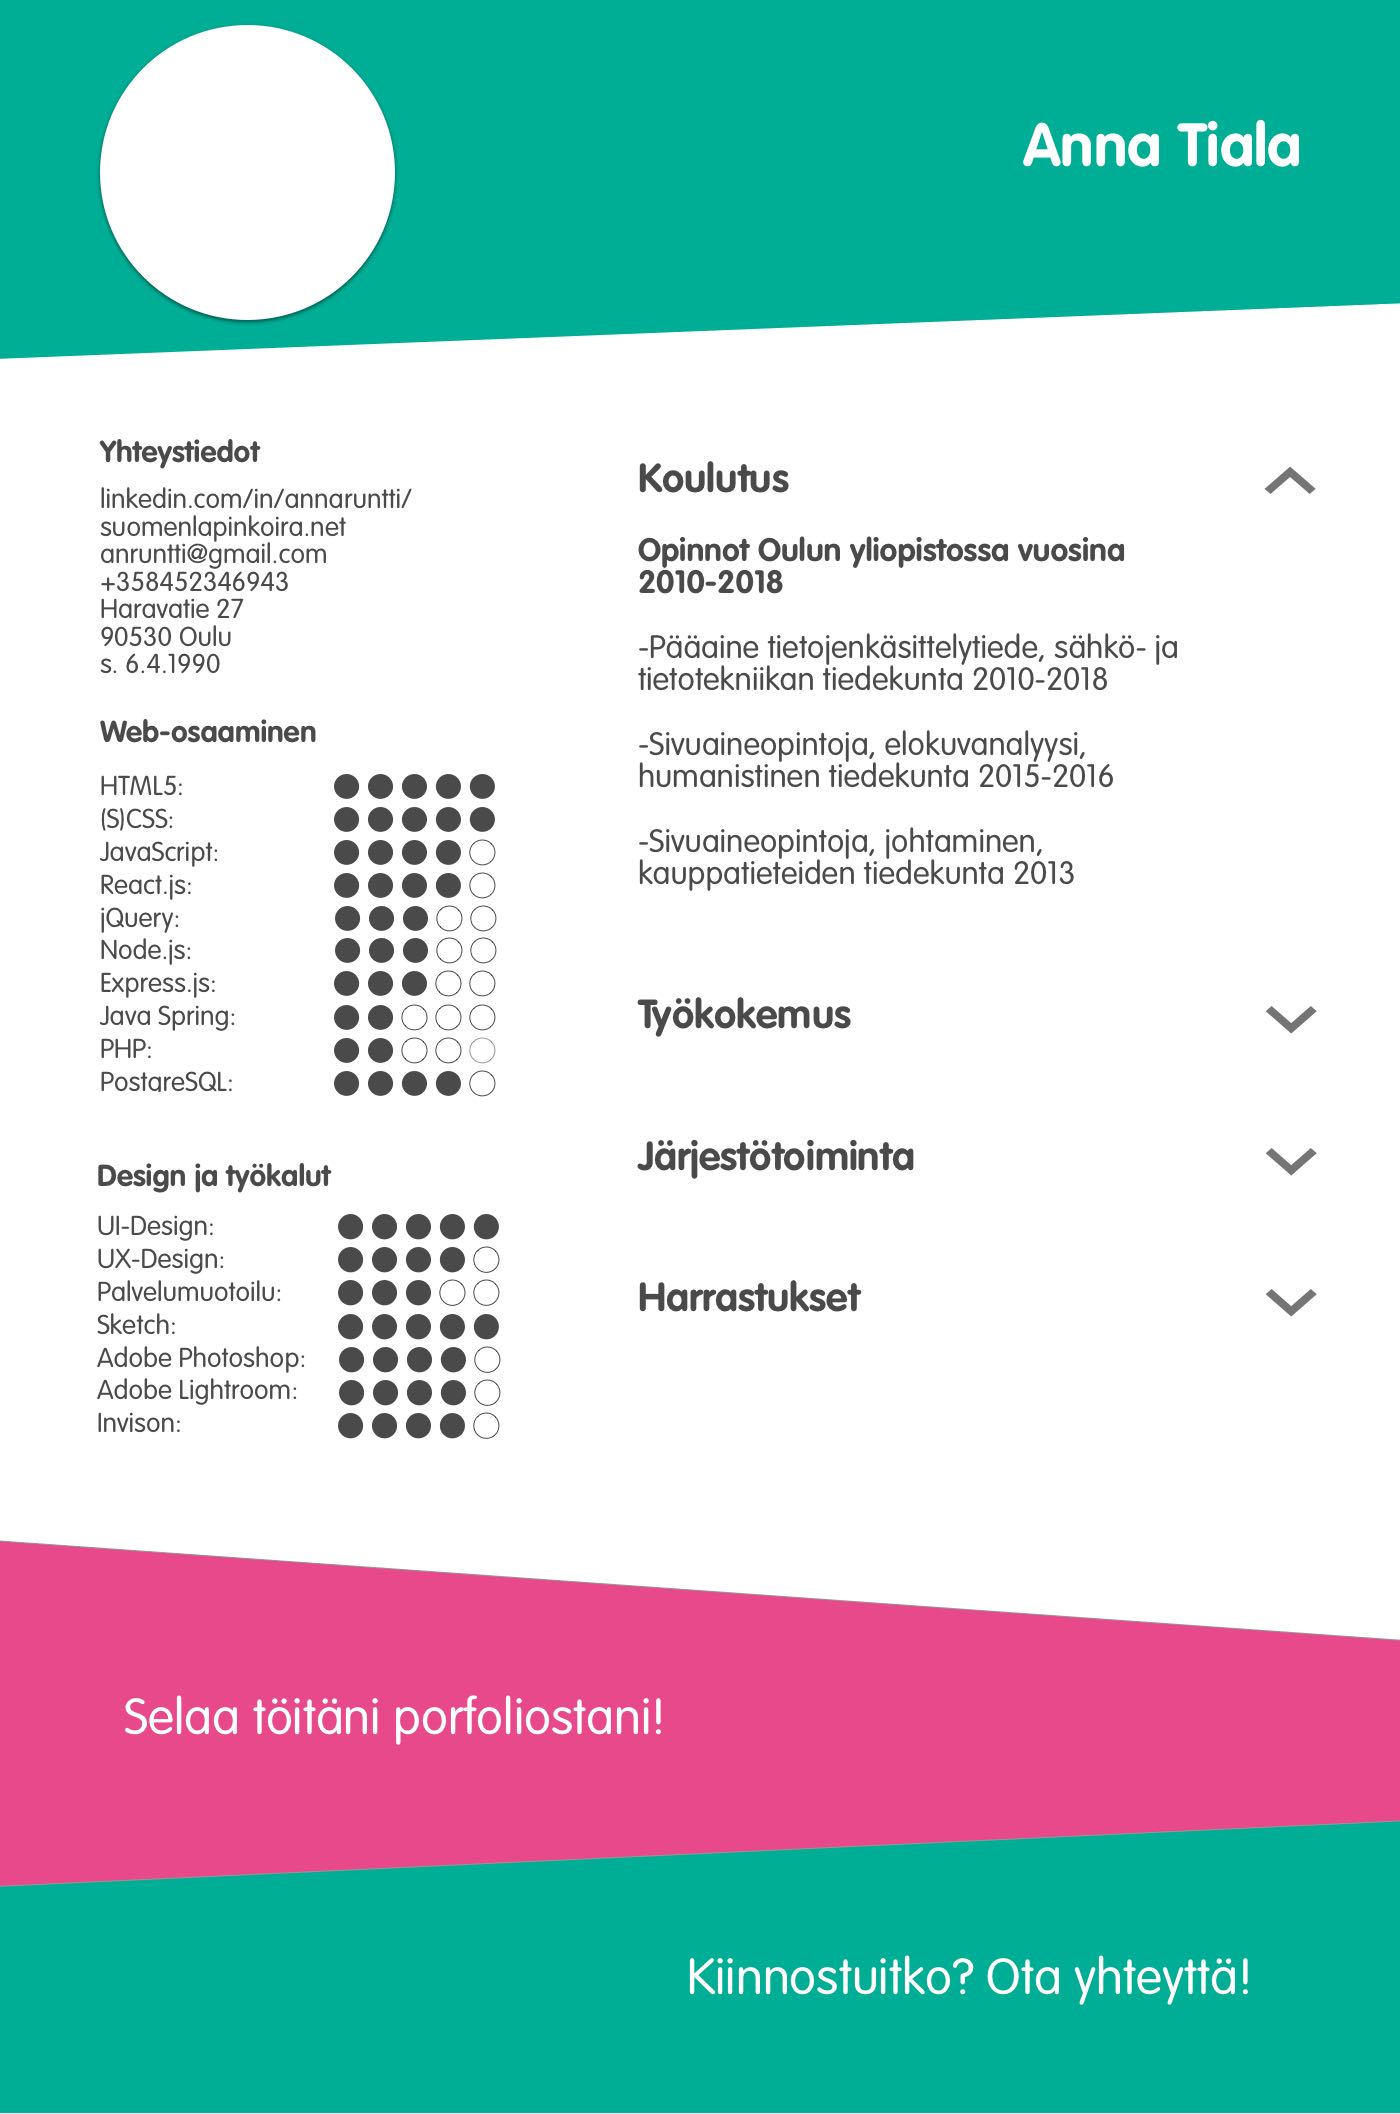 Anna Tiala
Yhteystiedot
linkedin.com/in/annaruntti/
suomenlapinkoira.net
anruntti@gmail.com
+358452346943
Haravatie 27
90530 Oulu
s. 6.4.1990
Web-osaaminen
HTML5:
(S)CSS:
JavaScript:
React.js:
jQuery:
Node.js:
Express.js:
Java Spring:
PHP:
PostgreSQL:
Design ja työkalut
UI-Design:
UX-Design:
Palvelumuotoilu:
Sketch:
Adobe Photoshop:
Adobe Lightroom:
Invison:
Koulutus
Opinnot Oulun yliopistossa vuosina
2010-2018
-Pääaine tietojenkäsittelytiede, sähkö- ja
tietotekniikan tiedekunta 2010-2018
-Sivuaineopintoja, elokuvanalyysi,
humanistinen tiedekunta 2015-2016
-Sivuaineopintoja, johtaminen,
kauppatieteiden tiedekunta 2013
Työkokemus
Järjestötoiminta
Harrastukset
Selaa töitäni porfoliostani!
Kiinnostuitko? Ota yhteyttä!